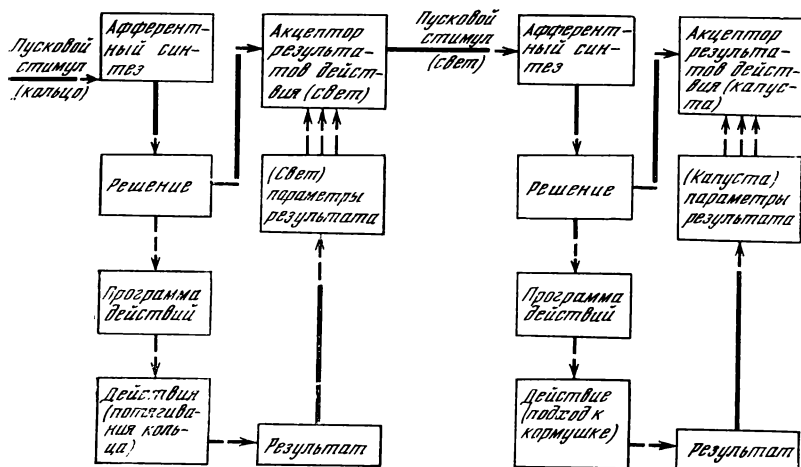 Пусковой
стимул
(кольцо)
Афферент-
ный син-
тез
Решение
Программа
действий
Действия
(потягива-
ния коль-
ца)
Результат
(Свет)
параметры
результата
Акцептор
результа-
тов дейст-
вия (свет)
Пусковой
стимул
(свет)
Афферент-
ный син-
тез
Решение
Программа
действий
Действие
(подход к
кормушке)
Результат
(Капуста)
параметры
результата
Акцептор
результа-
тов дейст-
вия (капус-
та)